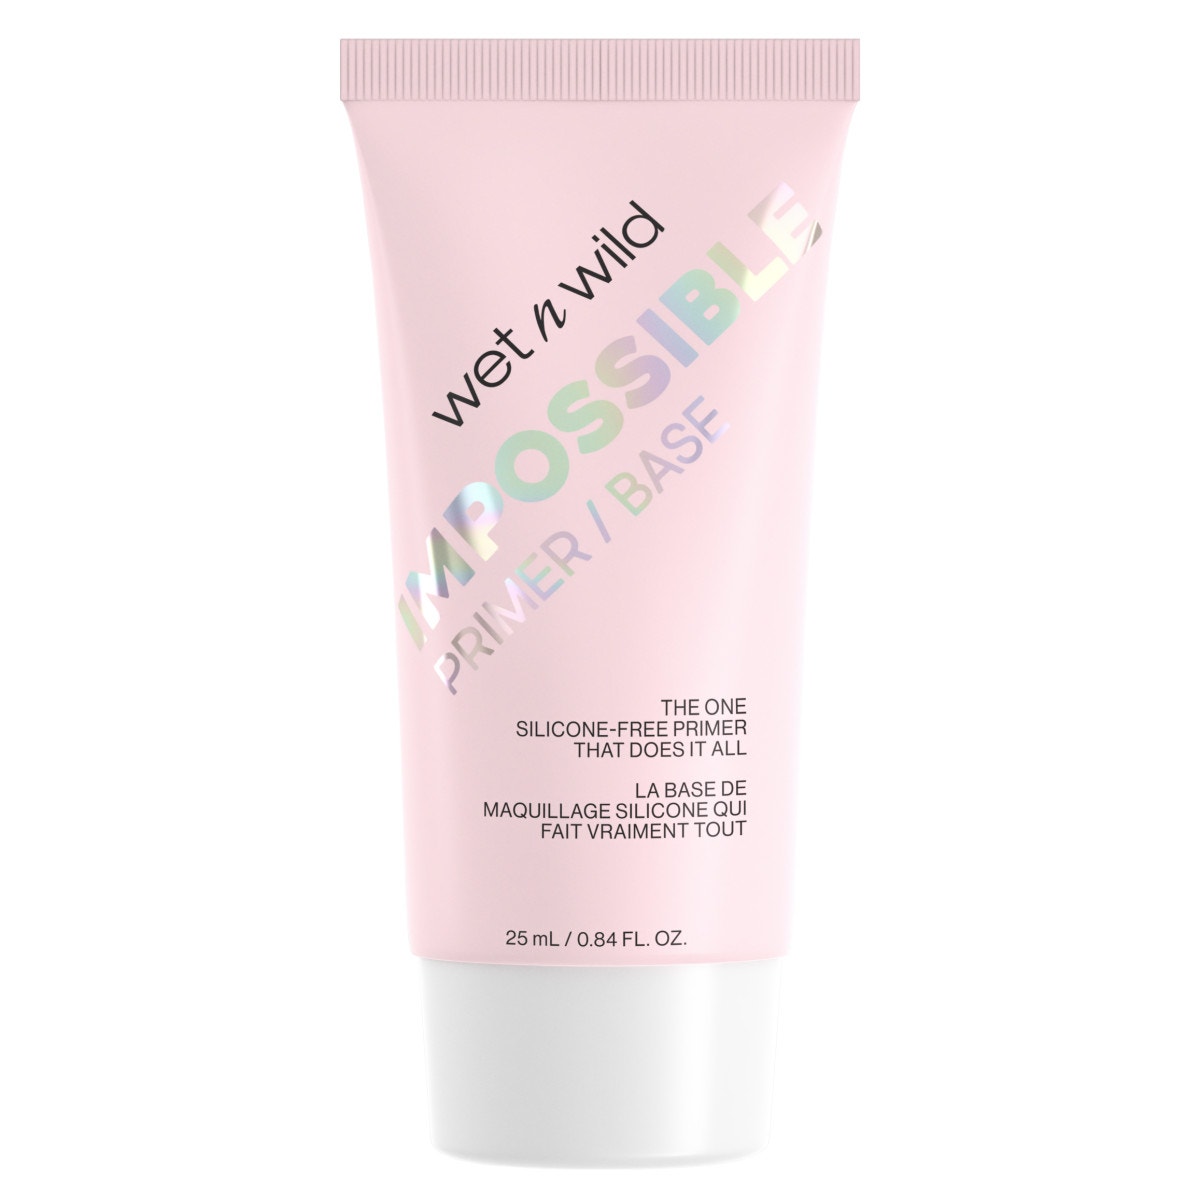 wet n wild
IMPOSSIBLE
PRIMER / BASE
THE ONE
SILICONE-FREE PRIMER
THAT DOES IT ALL
LA BASE DE
MAQUILLAGE SILICONE QUI
FAIT VRAIMENT TOUT
25 mL / 0.84 FL. OZ.